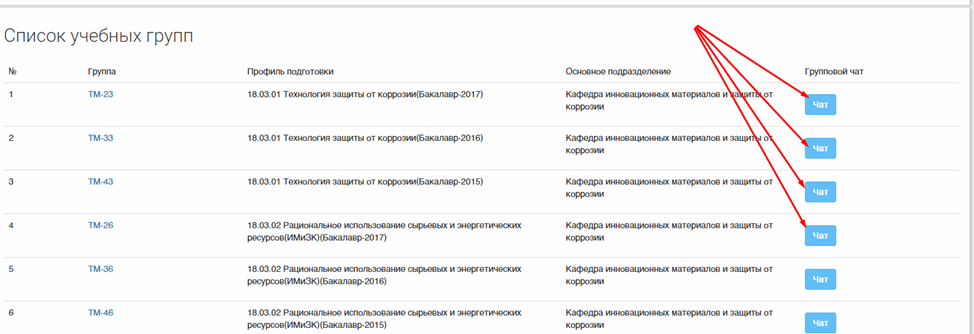 Список учебных групп
№ Группа Профиль подготовки Основное подразделение Групповой чат
1 ТМ-23 18.03.01 Технология защиты от коррозии(Бакалавр-2017) Кафедра инновационных материалов и защиты от Чат
коррозии
2 ТМ-33 18.03.01 Технология защиты от коррозии(Бакалавр-2016) Кафедра инновационных материалов и защиты от Чат
коррозии
3 ТМ-43 18.03.01 Технология защиты от коррозии(Бакалавр-2015) Кафедра инновационных материалов и защиты от Чат
коррозии
4 ТМ-26 18.03.02 Рациональное использование сырьевых и энергетических Кафедра инновационных материалов и защиты от Чат
ресурсов(ИМиЗК)(Бакалавр-2017) коррозии
5 ТМ-36 18.03.02 Рациональное использование сырьевых и энергетических Кафедра инновационных материалов и защиты от Чат
ресурсов(ИМиЗК)(Бакалавр-2016) коррозии
6 ТМ-46 18.03.02 Рациональное использование сырьевых и энергетических Кафедра инновационных материалов и защиты от Чат
ресурсов(ИМиЗК)(Бакалавр-2015) коррозии